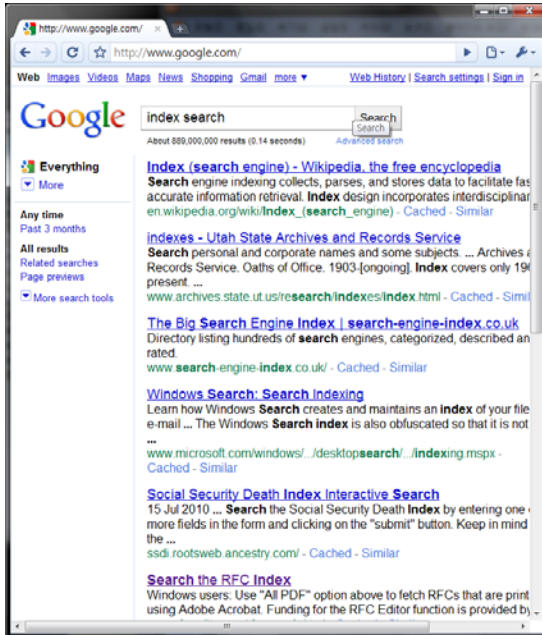 http://www.google.com/
http://www.google.com/
Web Images Videos Maps News Shopping Gmail more ▼ Web History | Search settings | Sign in
Google
index search
Search
Search
About 889,000,000 results (0.14 seconds)
Advanced search
Everything
More
Any time
Past 3 months
All results
Related searches
Page previews
More search tools
Index (search engine) - Wikipedia, the free encyclopedia
Search engine indexing collects, parses, and stores data to facilitate fas
accurate information retrieval. Index design incorporates interdisciplinar
en.wikipedia.org/wiki/Index_(search_engine) - Cached - Similar
indexes - Utah State Archives and Records Service
Search personal and corporate names and some subjects. ... Archives a
Records Service. Oaths of Office. 1903-[ongoing]. Index covers only 196
present. ...
www.archives.state.ut.us/research/indexes/index.html - Cached - Simil
The Big Search Engine Index | search-engine-index.co.uk
Directory listing hundreds of search engines, categorized, described an
rated.
www.search-engine-index.co.uk/ - Cached - Similar
Windows Search: Search Indexing
Learn how Windows Search creates and maintains an index of your file
e-mail ... The Windows Search index is also obfuscated so that it is not
...
www.microsoft.com/windows/.../desktopsearch/.../indexing.mspx -
Cached - Similar
Social Security Death Index Interactive Search
15 Jul 2010 ... Search the Social Security Death Index by entering one
more fields in the form and clicking on the "submit" button. Keep in mind
the ...
ssdi.rootsweb.ancestry.com/ - Cached - Similar
Search the RFC Index
Windows users: Use "All PDF" option above to fetch RFCs that are print
using Adobe Acrobat. Funding for the RFC Editor function is provided by